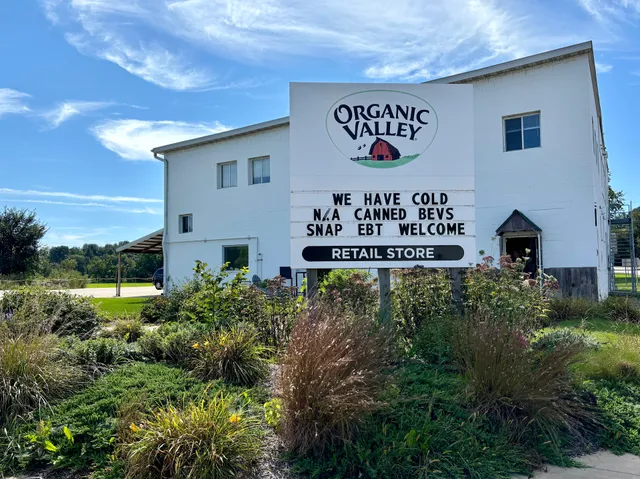 ORGANIC
VALLEY
WE HAVE COLD
N/A CANNED BEVS
SNAP EBT WELCOME
RETAIL STORE